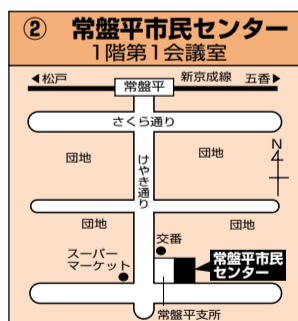 ② 常盤平市民センター
1階第1会議室
◀松戸 新京成線 五香▶
常盤平
さくら通り
団地 団地
N
けやき通り
団地 団地
交番
スーパー
マーケット
常盤平市民
センター
常盤平支所